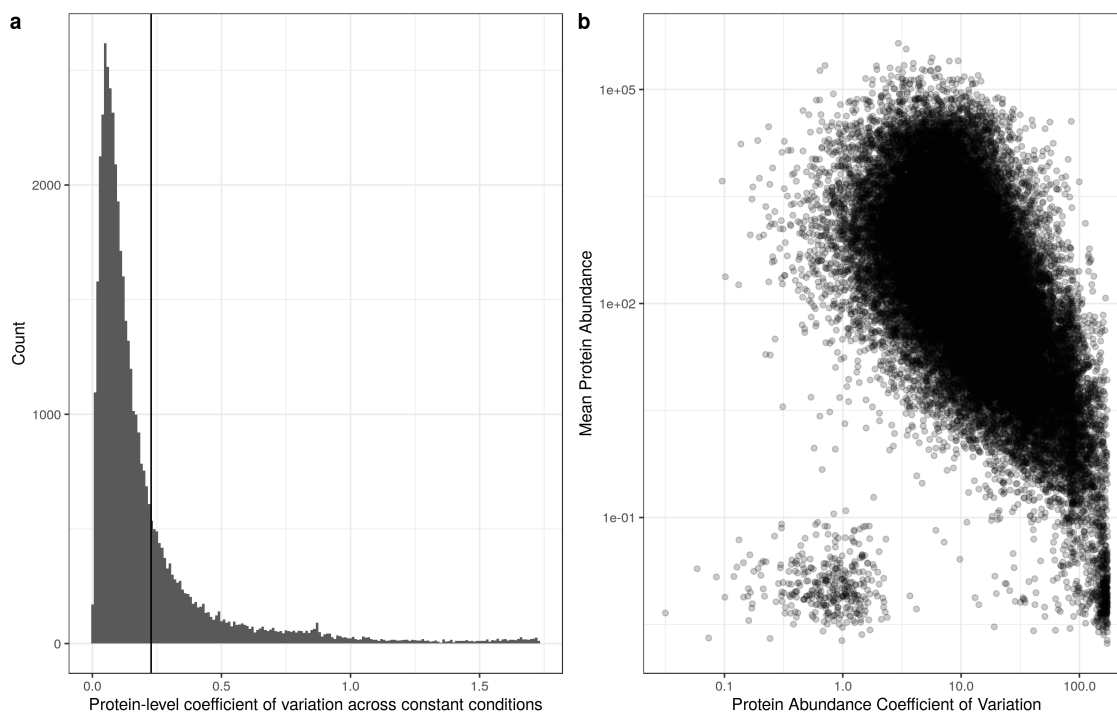 a
Count
2000
1000
0
0.0 0.5 1.0 1.5
Protein-level coefficient of variation across constant conditions
b
Mean Protein Abundance
1e+05
1e+02
1e-01
0.1 1.0 10.0 100.0
Protein Abundance Coefficient of Variation